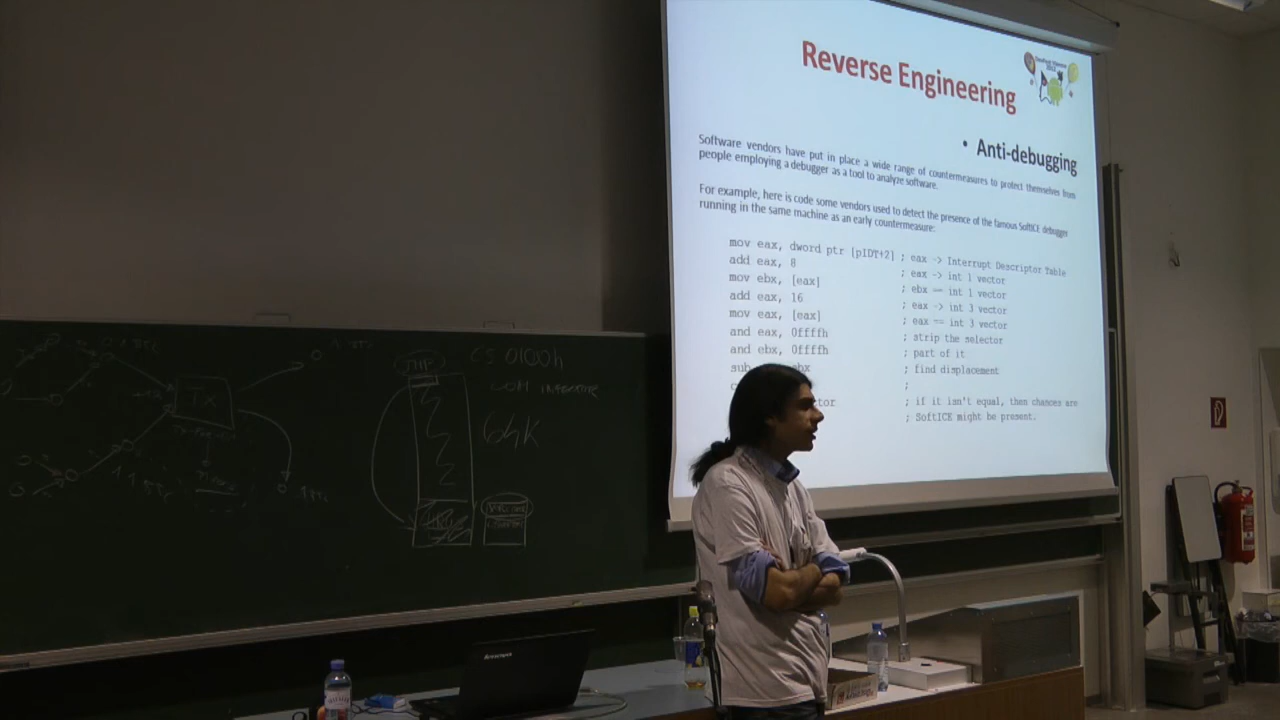 Reverse Engineering
• Anti-debugging
Software vendors have put in place a wide range of countermeasures to protect themselves from
people employing a debugger as a tool to analyze software.
For example, here is code some vendors used to detect the presence of the famous SoftICE debugger
running in the same machine as an early countermeasure:
mov eax, dword ptr [pIDT+2] ; eax -> Interrupt Descriptor Table
add eax, 8 ; eax -> int 1 vector
mov ebx, [eax] ; ebx == int 1 vector
add eax, 16 ; eax -> int 3 vector
mov eax, [eax] ; eax == int 3 vector
and eax, 0ffffh ; strip the selector
and ebx, 0ffffh ; part of it
sub ebx ; find displacement
;
; if it isn't equal, then chances are
; SoftICE might be present.
Tx
0100h
64K
Lenovo